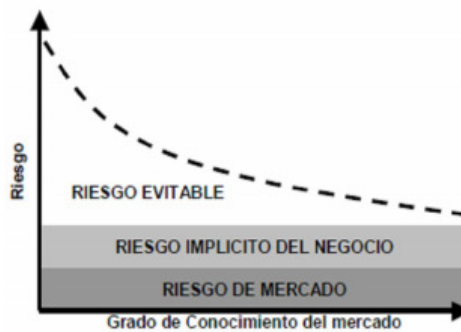 Riesgo
RIESGO EVITABLE
RIESGO IMPLICITO DEL NEGOCIO
RIESGO DE MERCADO
Grado de Conocimiento del mercado